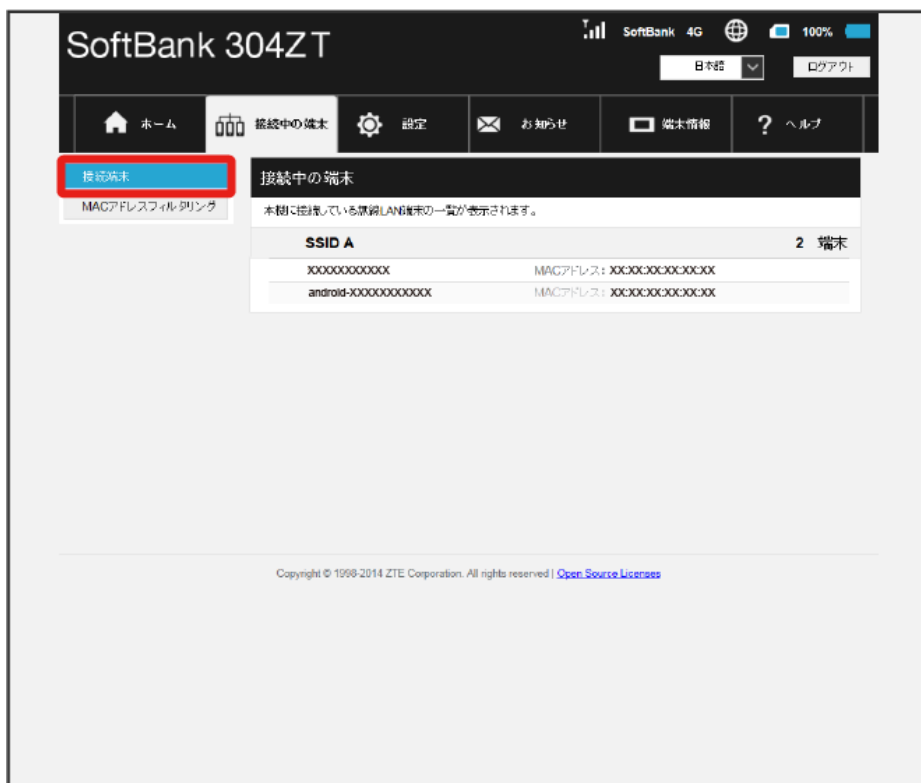 SoftBank 304ZT
SoftBank 4G 100%
日本語 ログアウト
ホーム 接続中の端末 設定 お知らせ 端末情報 ? ヘルプ
接続端末
MACアドレスフィルタリング
接続中の端末
本機に接続している無線LAN端末の一覧が表示されます。
SSID A 2 端末
XXXXXXXXXXX MACアドレス: XX:XX:XX:XX:XX:XX
android-XXXXXXXXXXX MACアドレス: XX:XX:XX:XX:XX:XX
Copyright © 1998-2014 ZTE Corporation. All rights reserved | Open Source Licenses